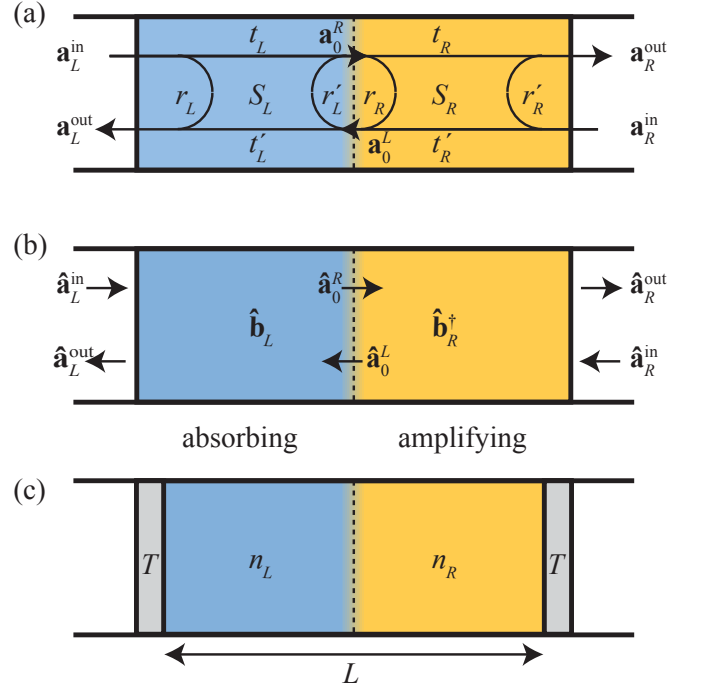 (a)
t_L a_0^R t_R
a_L^in a_R^out
r_L S_L r'_L r_R S_R r'_R
a_L^out a_R^in
t'_L a_0^L t'_R
(b)
â_L^in â_0^R â_R^out
b̂_L b̂_R^†
â_L^out â_0^L â_R^in
absorbing amplifying
(c)
T n_L n_R T
L